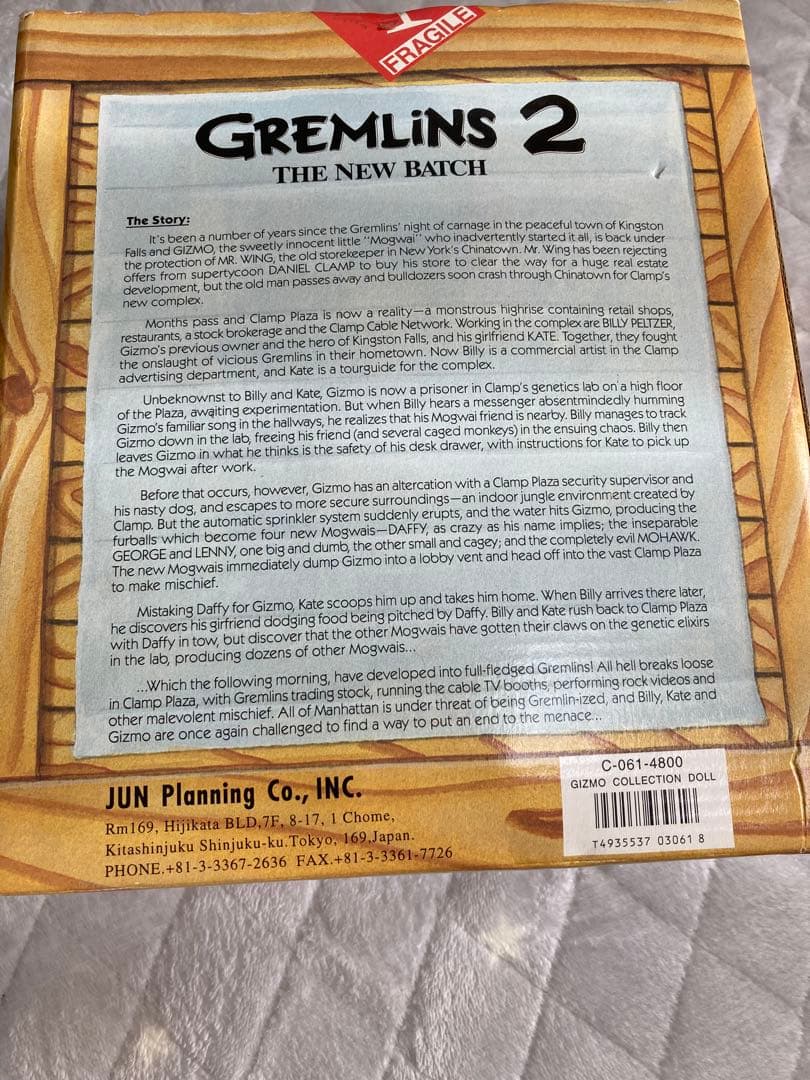 FRAGILE
GREMLiNS 2
THE NEW BATCH
The Story:
It's been a number of years since the Gremlins' night of carnage in the peaceful town of Kingston
Falls and GIZMO, the sweetly innocent little "Mogwai" who inadvertently started it all, is back under
the protection of MR. WING, the old storekeeper in New York's Chinatown. Mr. Wing has been rejecting
offers from supertycoon DANIEL CLAMP to buy his store to clear the way for a huge real estate
development, but the old man passes away and bulldozers soon crash through Chinatown for Clamp's
new complex.
Months pass and Clamp Plaza is now a reality—a monstrous highrise containing retail shops,
restaurants, a stock brokerage and the Clamp Cable Network. Working in the complex are BILLY PELTZER,
Gizmo's previous owner and the hero of Kingston Falls, and his girlfriend KATE. Together, they fought
the onslaught of vicious Gremlins in their hometown. Now Billy is a commercial artist in the Clamp
advertising department, and Kate is a tourguide for the complex.
Unbeknownst to Billy and Kate, Gizmo is now a prisoner in Clamp's genetics lab on a high floor
of the Plaza, awaiting experimentation. But when Billy hears a messenger absentmindedly humming
Gizmo's familiar song in the hallways, he realizes that his Mogwai friend is nearby. Billy manages to track
Gizmo down in the lab, freeing his friend (and several caged monkeys) in the ensuing chaos. Billy then
leaves Gizmo in what he thinks is the safety of his desk drawer, with instructions for Kate to pick up
the Mogwai after work.
Before that occurs, however, Gizmo has an altercation with a Clamp Plaza security supervisor and
his nasty dog, and escapes to more secure surroundings—an indoor jungle environment created by
Clamp. But the automatic sprinkler system suddenly erupts, and the water hits Gizmo, producing the
furballs which become four new Mogwais—DAFFY, as crazy as his name implies; the inseparable
GEORGE and LENNY, one big and dumb, the other small and cagey; and the completely evil MOHAWK.
The new Mogwais immediately dump Gizmo into a lobby vent and head off into the vast Clamp Plaza
to make mischief.
Mistaking Daffy for Gizmo, Kate scoops him up and takes him home. When Billy arrives there later,
he discovers his girlfriend dodging food being pitched by Daffy. Billy and Kate rush back to Clamp Plaza
with Daffy in tow, but discover that the other Mogwais have gotten their claws on the genetic elixirs
in the lab, producing dozens of other Mogwais...
...Which the following morning, have developed into full-fledged Gremlins! All hell breaks loose
in Clamp Plaza, with Gremlins trading stock, running the cable TV booths, performing rock videos and
other malevolent mischief. All of Manhattan is under threat of being Gremlin-ized, and Billy, Kate and
Gizmo are once again challenged to find a way to put an end to the menace...
JUN Planning Co., INC.
Rm169, Hijikata BLD,7F, 8-17, 1 Chome,
Kitashinjuku Shinjuku-ku.Tokyo, 169,Japan.
PHONE.+81-3-3367-2636 FAX.+81-3-3361-7726
C-061-4800
GIZMO COLLECTION DOLL
T4935537 03061 8